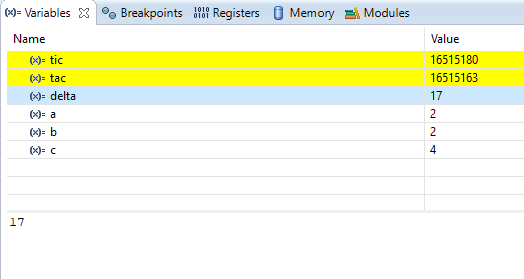 (x)= Variables Breakpoints 1010 0101 Registers Memory Modules
Name Value
(x)= tic 16515180
(x)= tac 16515163
(x)= delta 17
(x)= a 2
(x)= b 2
(x)= c 4
17